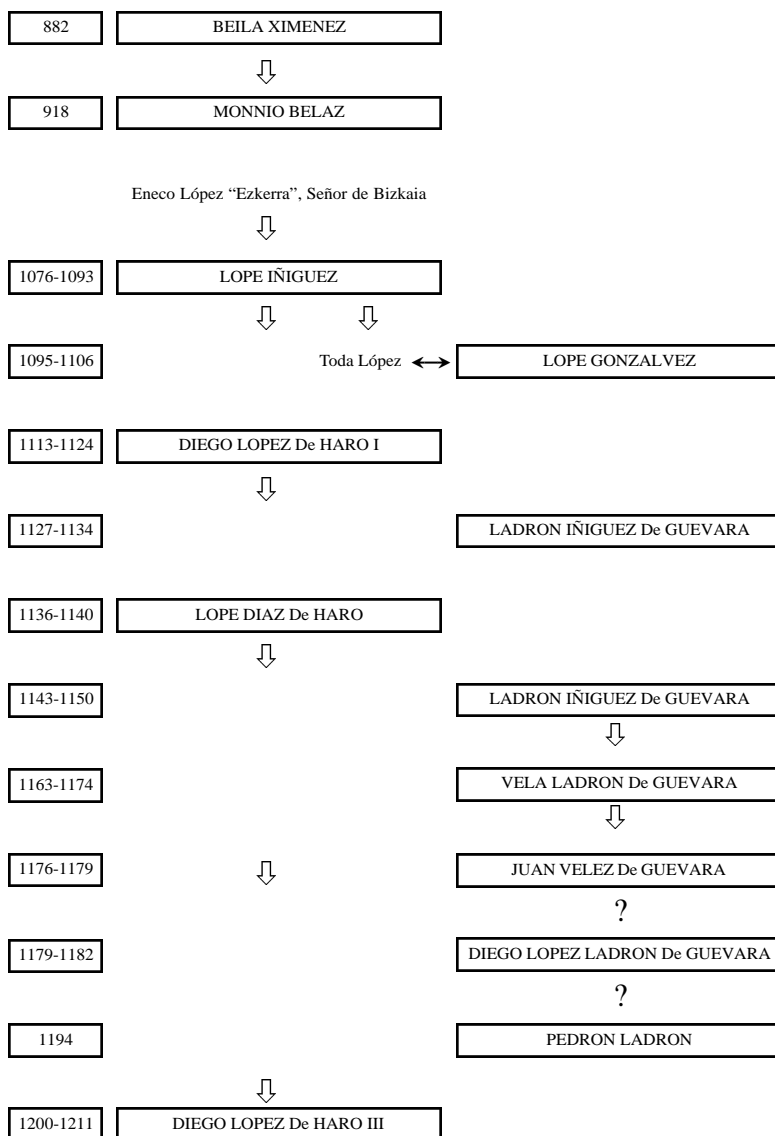 882 BEILA XIMENEZ
918 MONNIO BELAZ
Eneco López “Ezkerra”, Señor de Bizkaia
1076-1093 LOPE IÑIGUEZ
1095-1106 Toda López LOPE GONZALVEZ
1113-1124 DIEGO LOPEZ De HARO I
1127-1134 LADRON IÑIGUEZ De GUEVARA
1136-1140 LOPE DIAZ De HARO
1143-1150 LADRON IÑIGUEZ De GUEVARA
1163-1174 VELA LADRON De GUEVARA
1176-1179 JUAN VELEZ De GUEVARA
?
1179-1182 DIEGO LOPEZ LADRON De GUEVARA
?
1194 PEDRON LADRON
1200-1211 DIEGO LOPEZ De HARO III